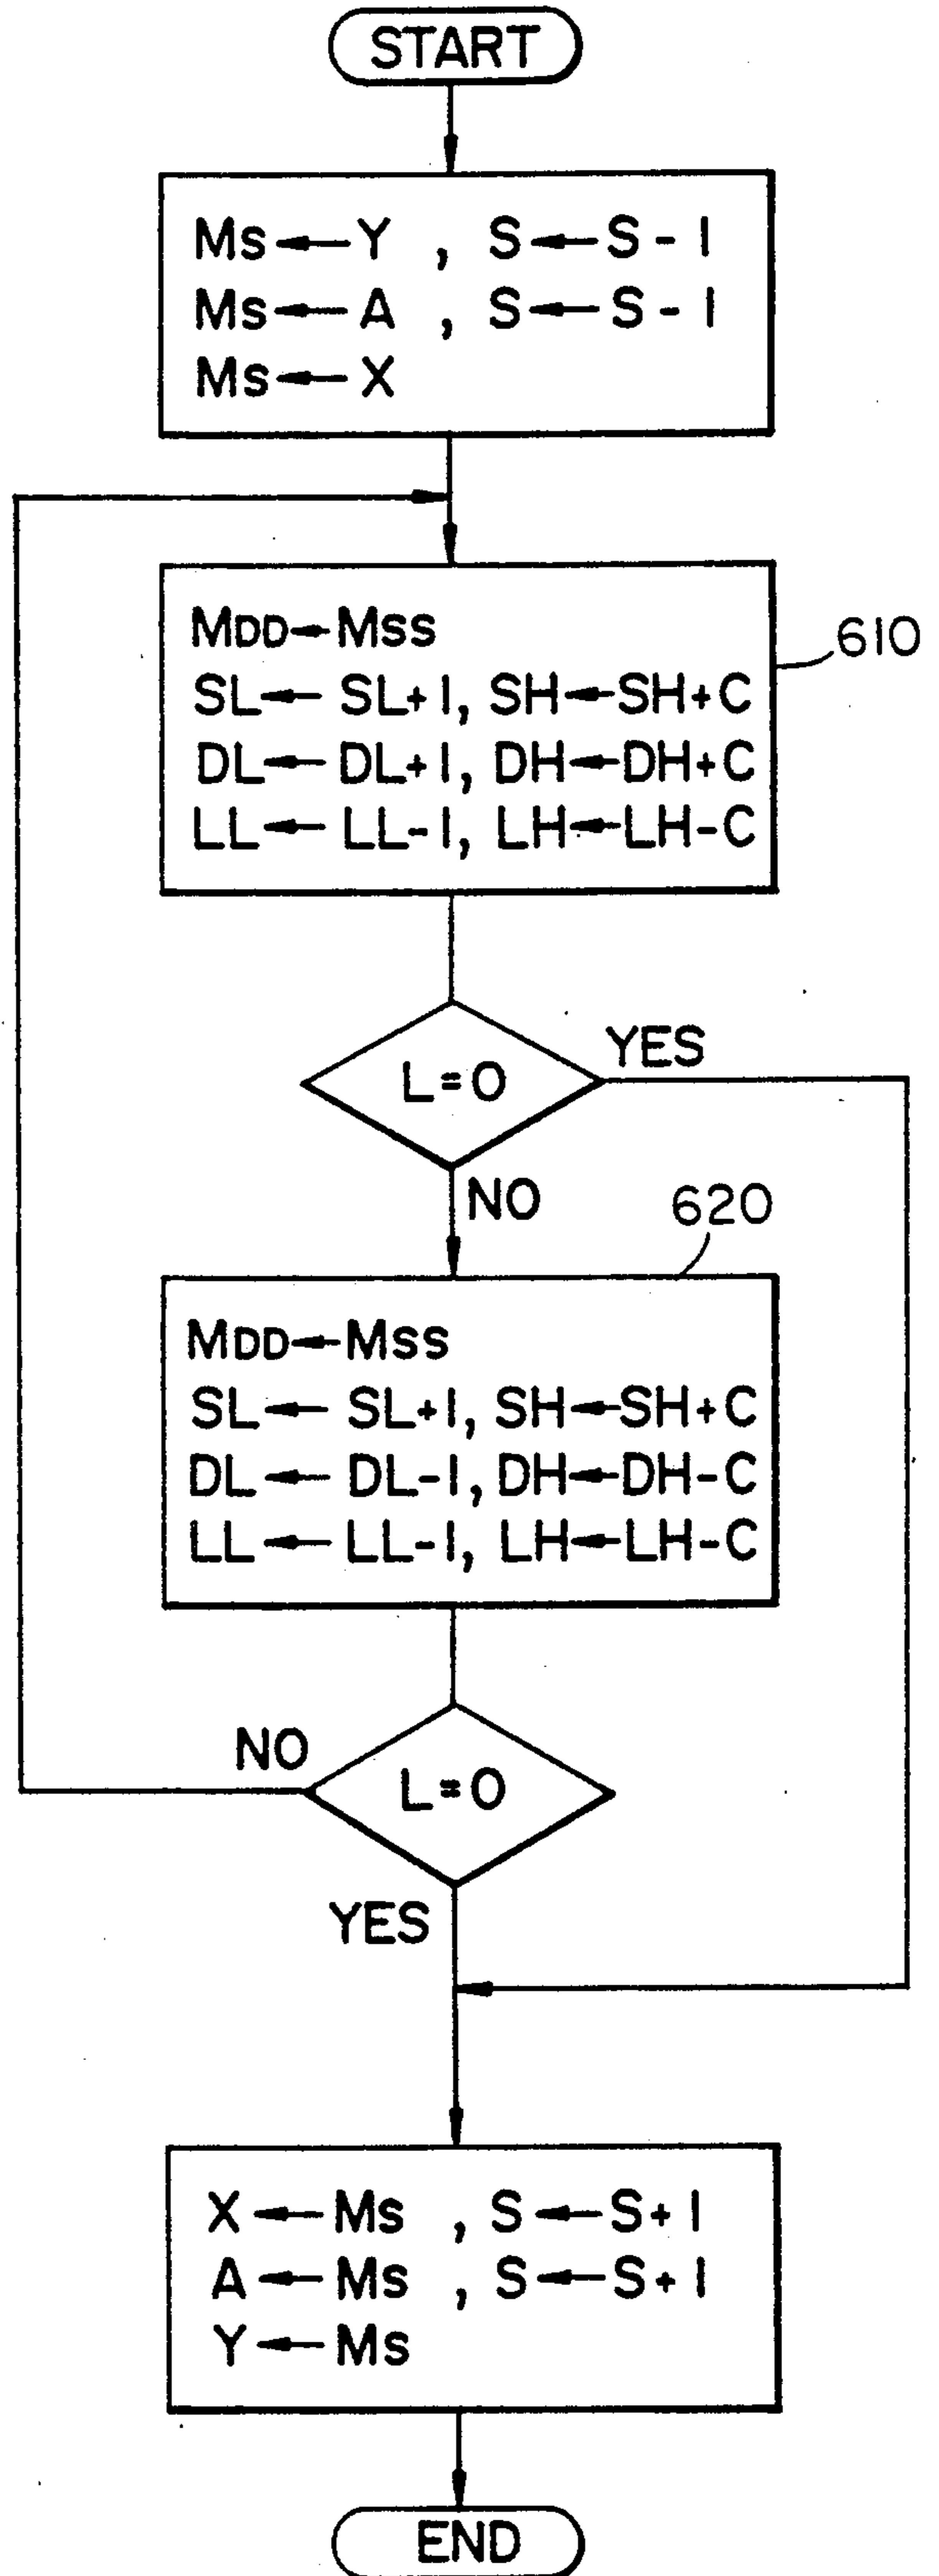 START
Ms←Y , S←S-1
Ms←A , S←S-1
Ms←X
MDD←MSS
SL←SL+1, SH←SH+C
DL←DL+1, DH←DH+C
LL←LL-1, LH←LH-C
610
L=0
YES
NO
620
MDD←MSS
SL←SL+1, SH←SH+C
DL←DL-1, DH←DH-C
LL←LL-1, LH←LH-C
NO
L=0
YES
X←Ms , S←S+1
A←Ms , S←S+1
Y←Ms
END